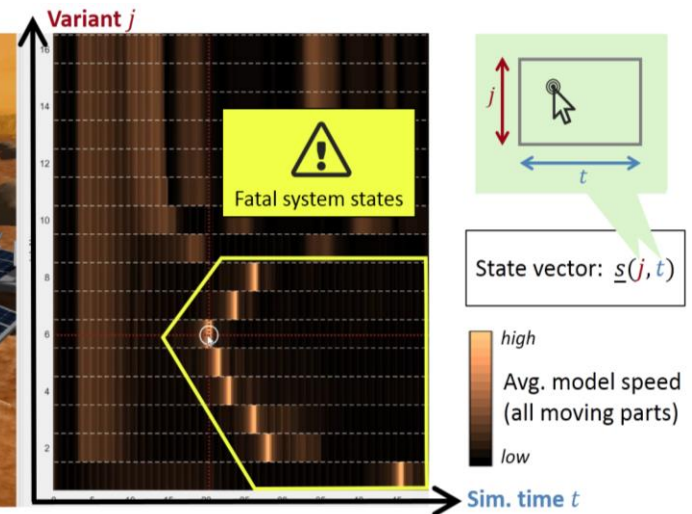 Variant j
16
14
12
10
8
6
4
2
Fatal system states
j
t
State vector: s(j,t)
high
Avg. model speed
(all moving parts)
low
Sim. time t